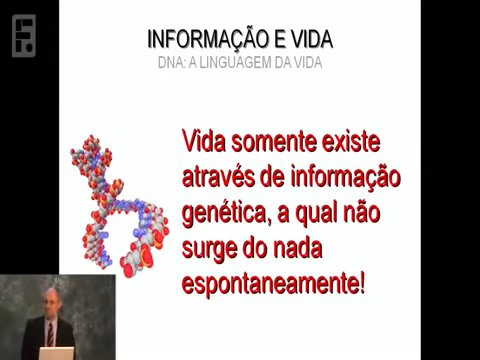 INFORMAÇÃO E VIDA
DNA: A LINGUAGEM DA VIDA
Vida somente existe
através de informação
genética, a qual não
surge do nada
espontaneamente!